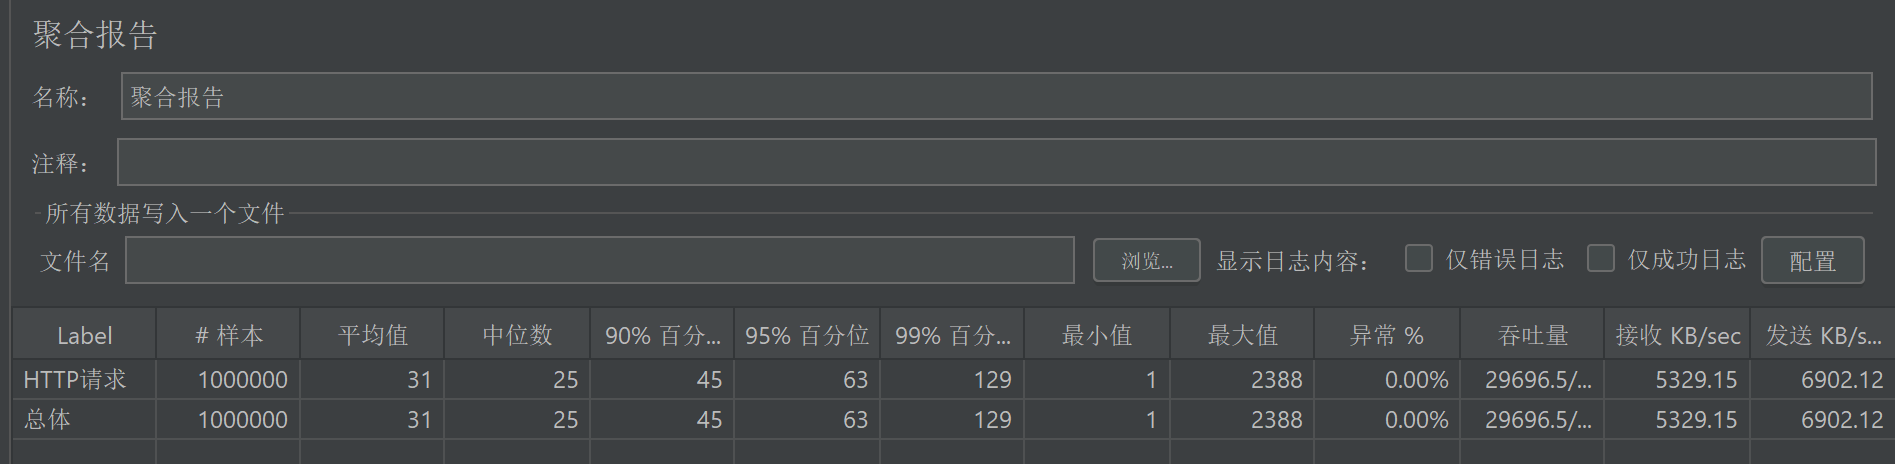 聚合报告
名称： 聚合报告
注释：
所有数据写入一个文件
文件名 浏览... 显示日志内容： 仅错误日志 仅成功日志 配置
Label # 样本 平均值 中位数 90% 百分... 95% 百分位 99% 百分... 最小值 最大值 异常 % 吞吐量 接收 KB/sec 发送 KB/s...
HTTP请求 1000000 31 25 45 63 129 1 2388 0.00% 29696.5/... 5329.15 6902.12
总体 1000000 31 25 45 63 129 1 2388 0.00% 29696.5/... 5329.15 6902.12